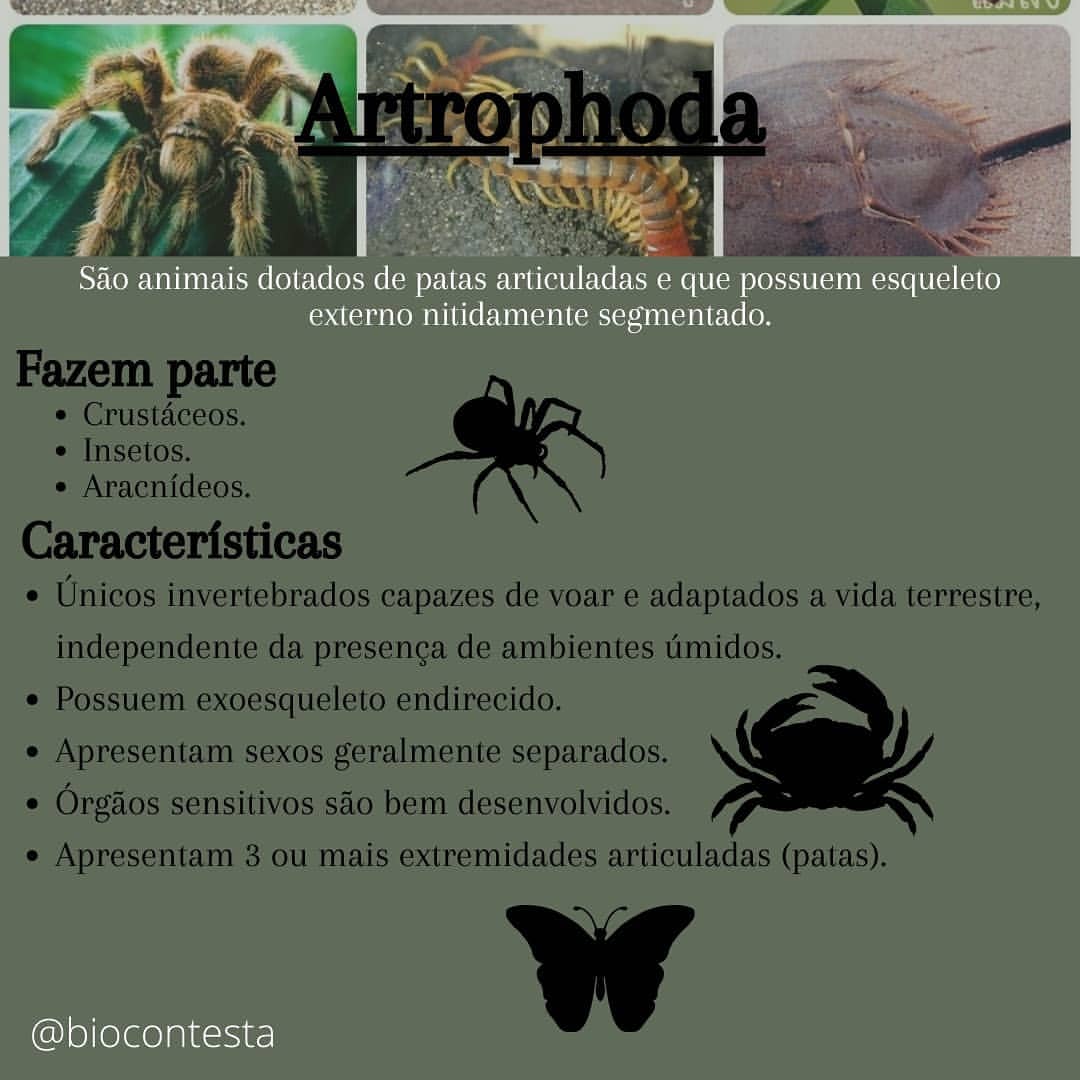 Artrophoda
São animais dotados de patas articuladas e que possuem esqueleto
externo nitidamente segmentado.
Fazem parte
• Crustáceos.
• Insetos.
• Aracnídeos.
Características
• Únicos invertebrados capazes de voar e adaptados a vida terrestre,
independente da presença de ambientes úmidos.
• Possuem exoesqueleto endirecido.
• Apresentam sexos geralmente separados.
• Órgãos sensitivos são bem desenvolvidos.
• Apresentam 3 ou mais extremidades articuladas (patas).
@biocontesta